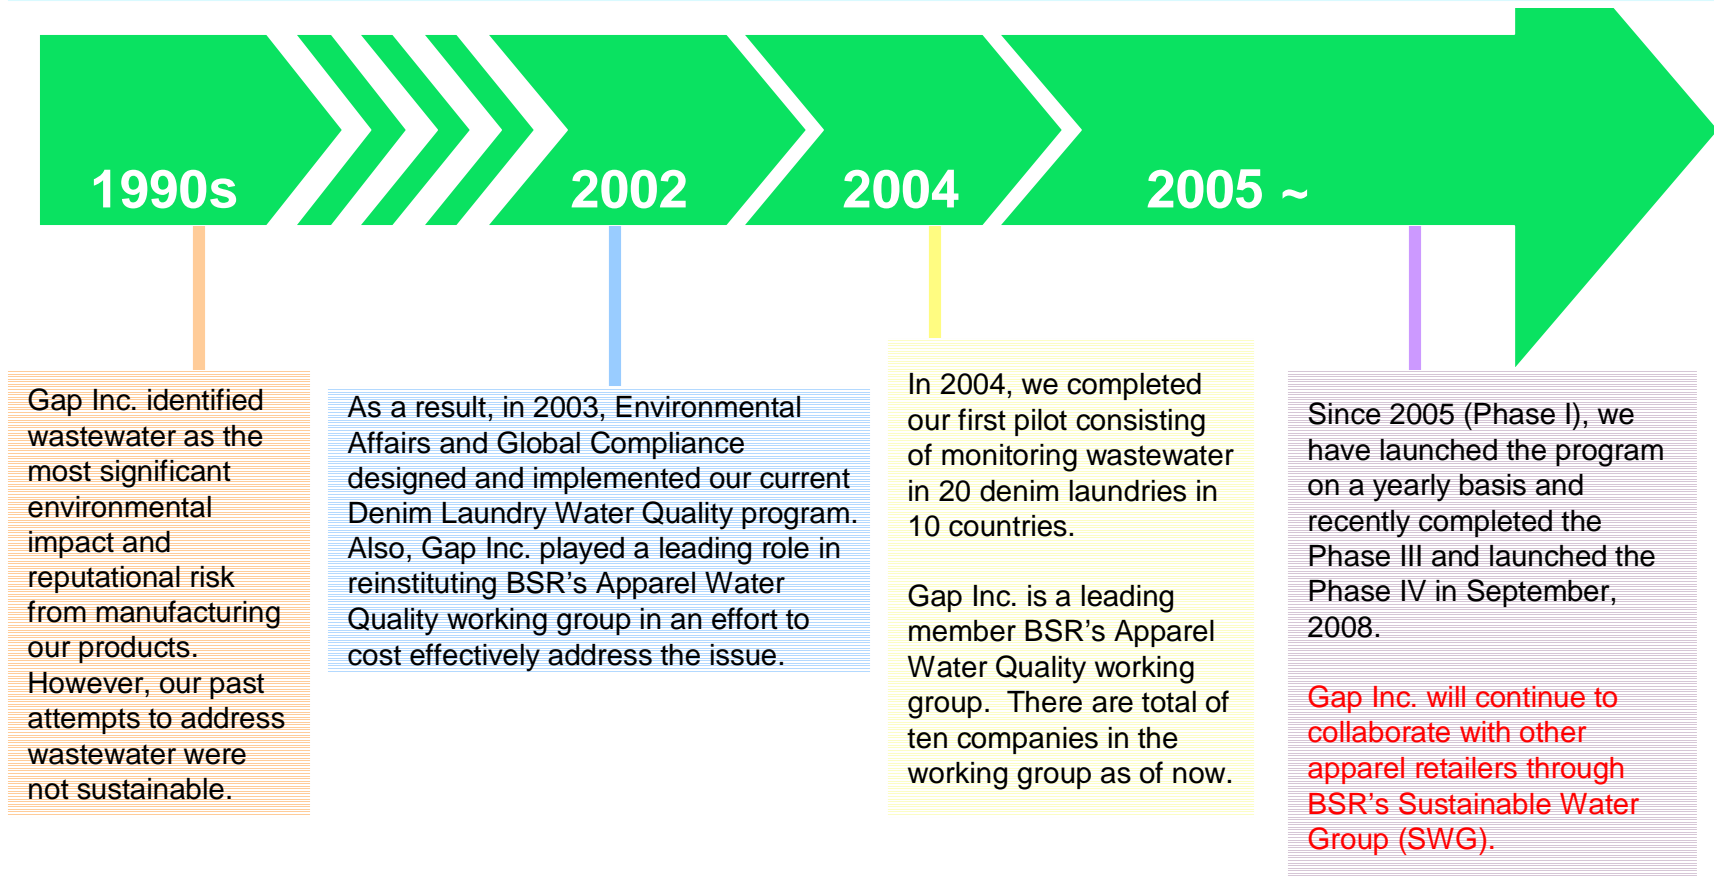 1990s
2002
2004
2005 ~
Gap Inc. identified
wastewater as the
most significant
environmental
impact and
reputational risk
from manufacturing
our products.
However, our past
attempts to address
wastewater were
not sustainable.
As a result, in 2003, Environmental
Affairs and Global Compliance
designed and implemented our current
Denim Laundry Water Quality program.
Also, Gap Inc. played a leading role in
reinstituting BSR's Apparel Water
Quality working group in an effort to
cost effectively address the issue.
In 2004, we completed
our first pilot consisting
of monitoring wastewater
in 20 denim laundries in
10 countries.
Gap Inc. is a leading
member BSR's Apparel
Water Quality working
group.  There are total of
ten companies in the
working group as of now.
Since 2005 (Phase I), we
have launched the program
on a yearly basis and
recently completed the
Phase III and launched the
Phase IV in September,
2008.
Gap Inc. will continue to
collaborate with other
apparel retailers through
BSR's Sustainable Water
Group (SWG).